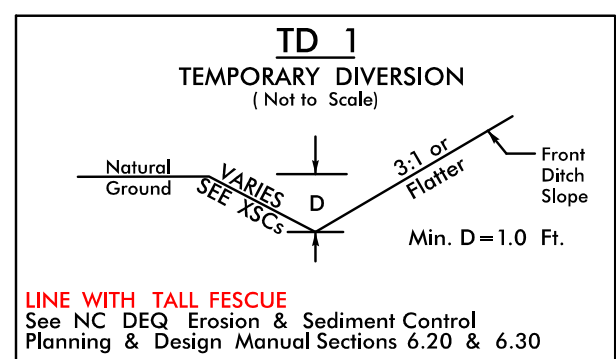 TD 1
TEMPORARY DIVERSION
( Not to Scale)
Natural
Ground
VARIES
SEE XSCs
D
3:1 or
Flatter
Front
Ditch
Slope
Min. D=1.0 Ft.
LINE WITH TALL FESCUE
See NC DEQ Erosion & Sediment Control
Planning & Design Manual Sections 6.20 & 6.30